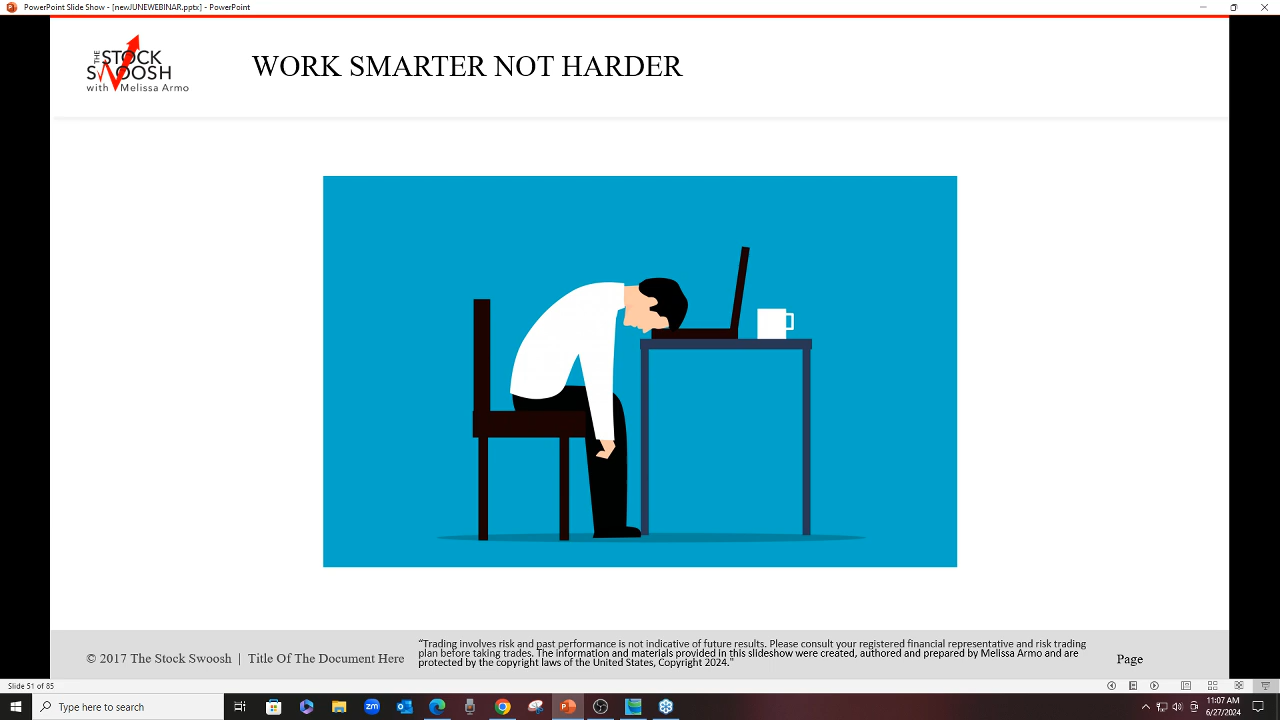 PowerPoint Slide Show - [newJUNEWEBINAR.pptx] - PowerPoint
THE STOCK
SWOOSH
with Melissa Armo
WORK SMARTER NOT HARDER
© 2017 The Stock Swoosh | Title Of The Document Here
"Trading involves risk and past performance is not indicative of future results. Please consult your registered financial representative and risk trading
plan before taking trades. The information and materials provided in this slideshow were created, authored and prepared by Melissa Armo and are
protected by the copyright laws of the United States, Copyright 2024."
Page
Slide 51 of 85
Type here to search
zm
11:07 AM
6/27/2024